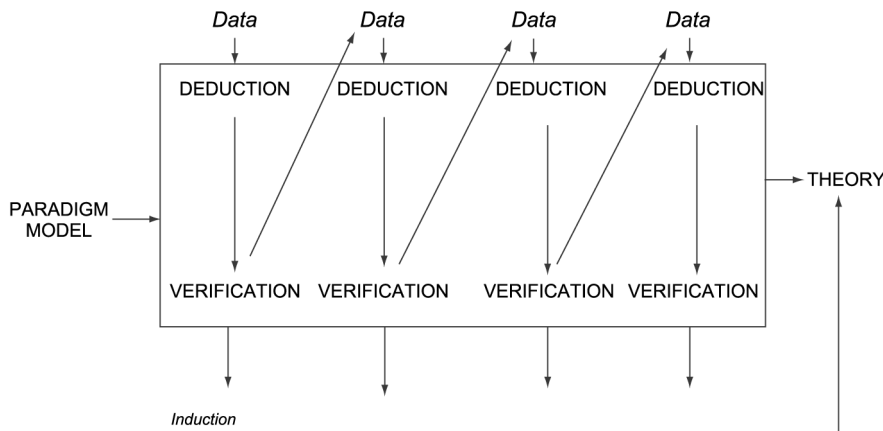 Data Data Data Data
DEDUCTION DEDUCTION DEDUCTION DEDUCTION
THEORY
PARADIGM
MODEL
VERIFICATION VERIFICATION VERIFICATION VERIFICATION
Induction